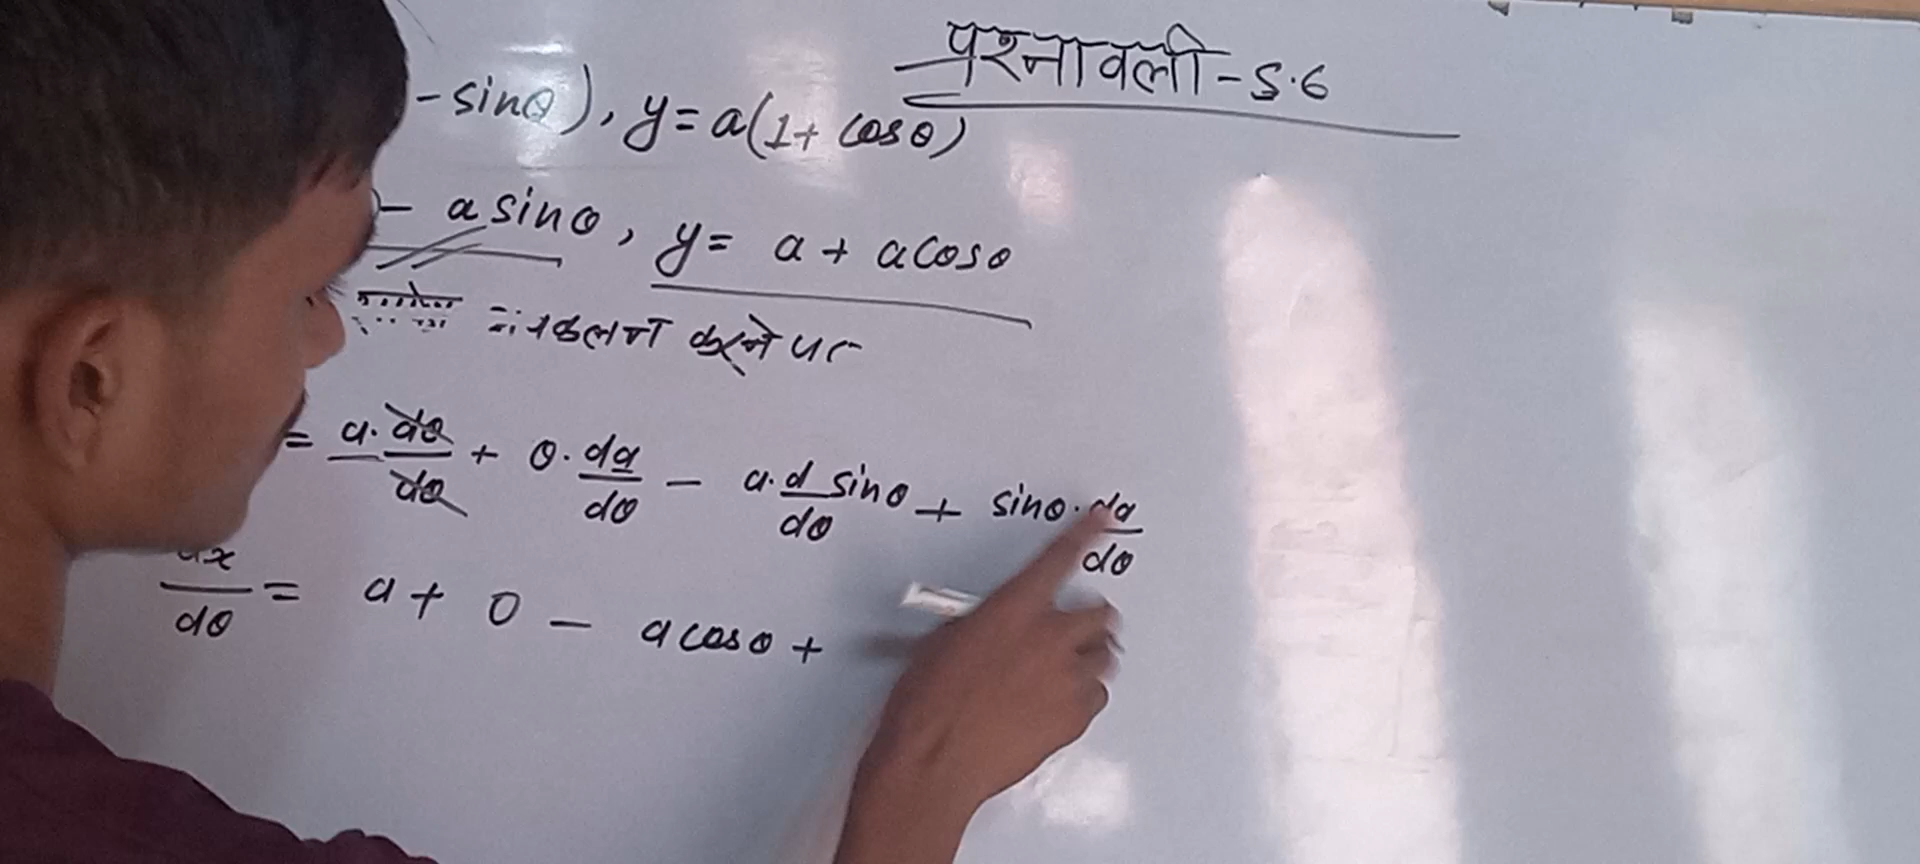 प्रश्नावली-5.6
-sinθ), y=a(1+ cosθ)
- a sinθ, y= a + a cosθ
करने पर
= a. dθ/dθ + θ. da/dθ - a. d/dθ sinθ + sinθ. da/dθ
dx/dθ = a + 0 - a cosθ +